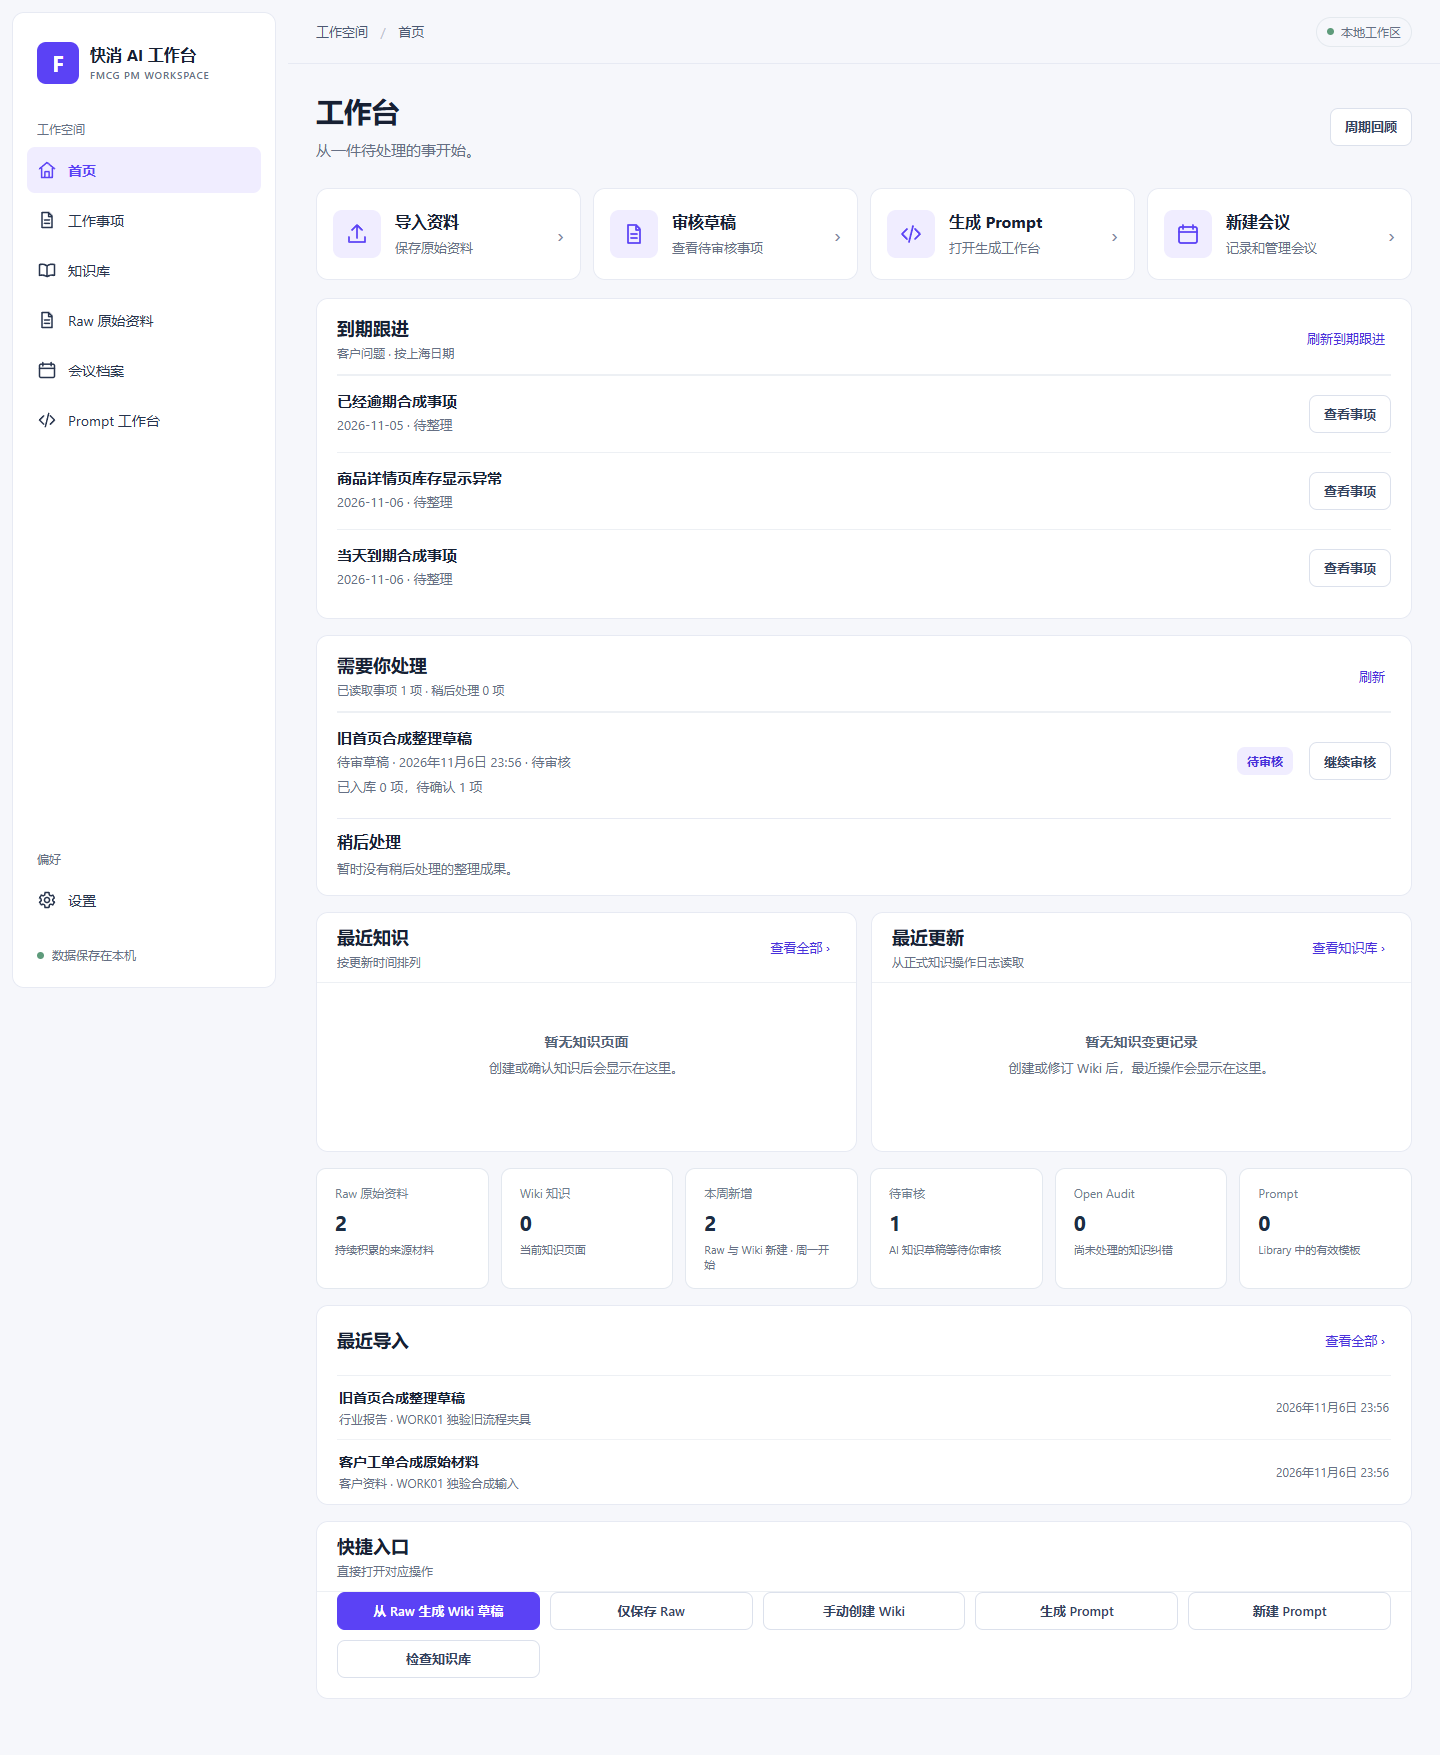 F
快消 AI 工作台
FMCG PM WORKSPACE
工作空间
首页
工作事项
知识库
Raw 原始资料
会议档案
Prompt 工作台
偏好
设置
数据保存在本机
工作空间 / 首页
本地工作区
工作台
从一件待处理的事开始。
周期回顾
导入资料
保存原始资料
审核草稿
查看待审核事项
生成 Prompt
打开生成工作台
新建会议
记录和管理会议
到期跟进
客户问题 · 按上海日期
刷新到期跟进
已经逾期合成事项
2026-11-05 · 待整理
查看事项
商品详情页库存显示异常
2026-11-06 · 待整理
查看事项
当天到期合成事项
2026-11-06 · 待整理
查看事项
需要你处理
已读取事项 1 项 · 稍后处理 0 项
刷新
旧首页合成整理草稿
待审草稿 · 2026年11月6日 23:56 · 待审核
已入库 0 项，待确认 1 项
待审核
继续审核
稍后处理
暂时没有稍后处理的整理成果。
最近知识
按更新时间排列
查看全部 ›
暂无知识页面
创建或确认知识后会显示在这里。
最近更新
从正式知识操作日志读取
查看知识库 ›
暂无知识变更记录
创建或修订 Wiki 后，最近操作会显示在这里。
Raw 原始资料
2
持续积累的来源材料
Wiki 知识
0
当前知识页面
本周新增
2
Raw 与 Wiki 新建 · 周一开
始
待审核
1
AI 知识草稿等待你审核
Open Audit
0
尚未处理的知识纠错
Prompt
0
Library 中的有效模板
最近导入
查看全部 ›
旧首页合成整理草稿
行业报告 · WORK01 独验旧流程夹具
2026年11月6日 23:56
客户工单合成原始材料
客户资料 · WORK01 独验合成输入
2026年11月6日 23:56
快捷入口
直接打开对应操作
从 Raw 生成 Wiki 草稿
仅保存 Raw
手动创建 Wiki
生成 Prompt
新建 Prompt
检查知识库